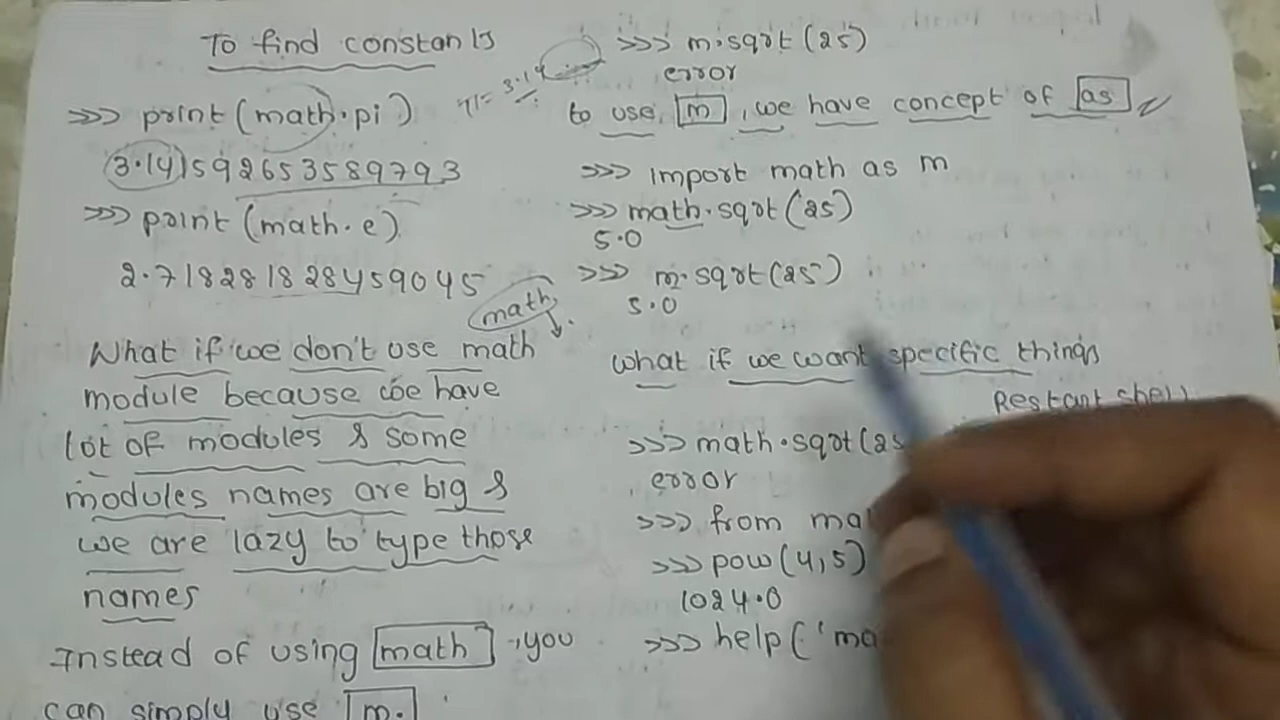 To find constants
>>> print(math.pi)
π = 3.14
3.141592653589793
>>> print(math.e)
2.718281828459045
math
What if we don't use math
module because we have
lot of modules & some
modules names are big &
we are lazy to type those
names
Instead of using math, you
can simply use m.
>>> m.sqrt(25)
error
to use m, we have concept of as
>>> import math as m
>>> math.sqrt(25)
5.0
>>> m.sqrt(25)
5.0
What if we want specific things
Restart shell
>>> math.sqrt(25
error
>>> from ma
>>> pow(4,5)
1024.0
>>> help('ma